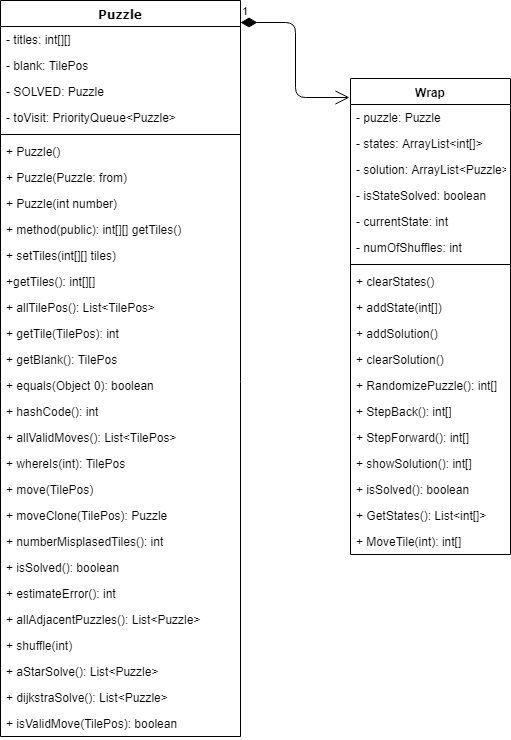 Puzzle
- titles: int[][]
- blank: TilePos
- SOLVED: Puzzle
- toVisit: PriorityQueue<Puzzle>
+ Puzzle()
+ Puzzle(Puzzle: from)
+ Puzzle(int number)
+ method(public): int[][] getTiles()
+ setTiles(int[][] tiles)
+getTiles(): int[][]
+ allTilePos(): List<TilePos>
+ getTile(TilePos): int
+ getBlank(): TilePos
+ equals(Object 0): boolean
+ hashCode(): int
+ allValidMoves(): List<TilePos>
+ whereIs(int): TilePos
+ move(TilePos)
+ moveClone(TilePos): Puzzle
+ numberMisplasedTiles(): int
+ isSolved(): boolean
+ estimateError(): int
+ allAdjacentPuzzles(): List<Puzzle>
+ shuffle(int)
+ aStarSolve(): List<Puzzle>
+ dijkstraSolve(): List<Puzzle>
+ isValidMove(TilePos): boolean
1
Wrap
- puzzle: Puzzle
- states: ArrayList<int[]>
- solution: ArrayList<Puzzle>
- isStateSolved: boolean
- currentState: int
- numOfShuffles: int
+ clearStates()
+ addState(int[])
+ addSolution()
+ clearSolution()
+ RandomizePuzzle(): int[]
+ StepBack(): int[]
+ StepForward(): int[]
+ showSolution(): int[]
+ isSolved(): boolean
+ GetStates(): List<int[]>
+ MoveTile(int): int[]